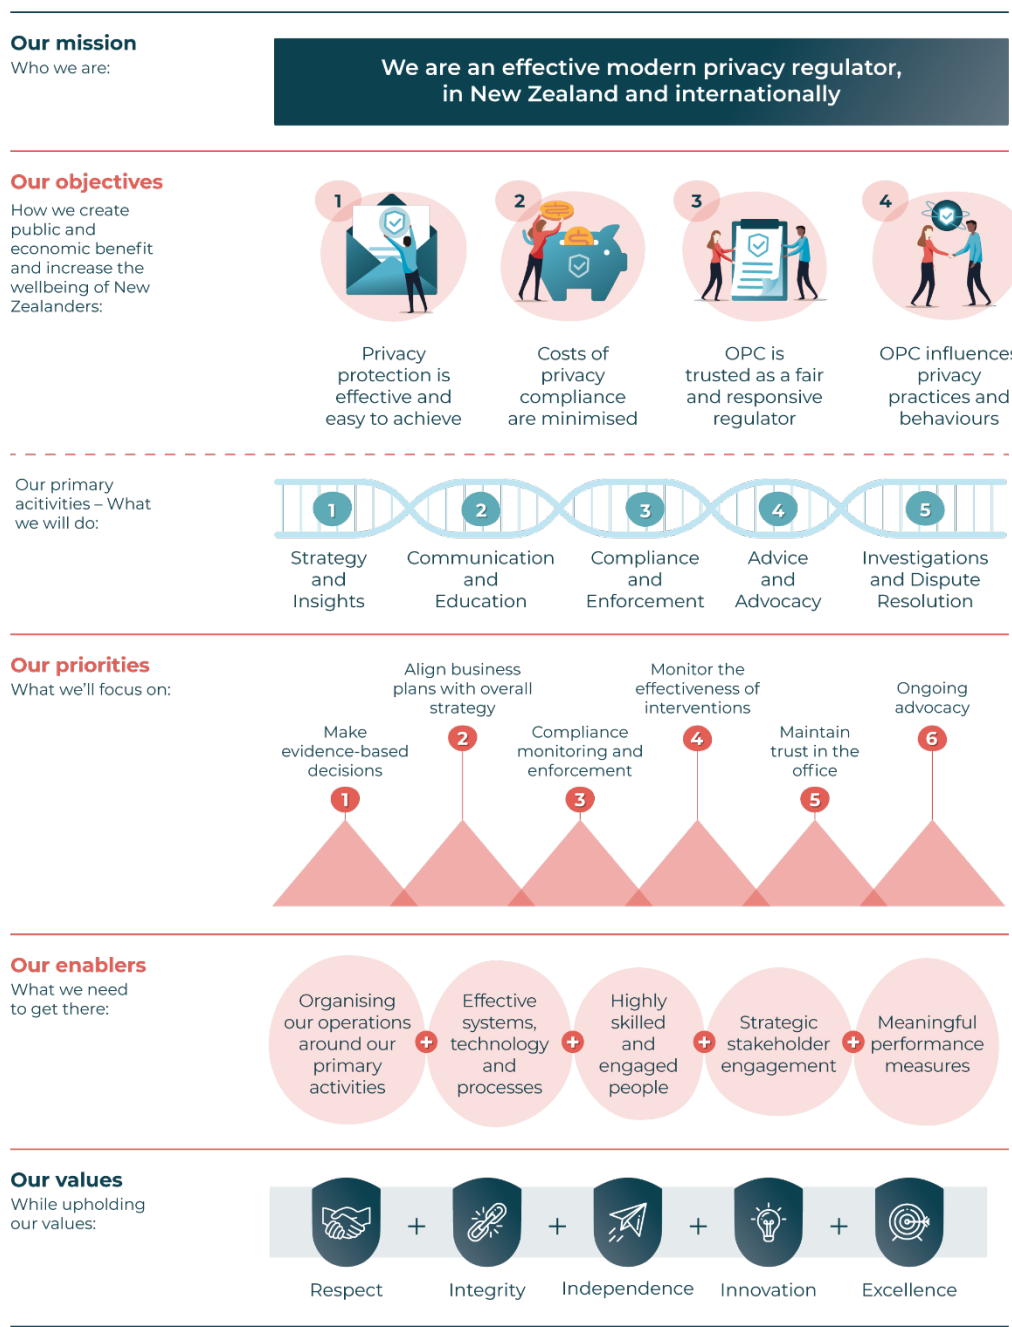 Our mission
Who we are:
We are an effective modern privacy regulator,
in New Zealand and internationally
Our objectives
How we create
public and
economic benefit
and increase the
wellbeing of New
Zealanders:
1
Privacy
protection is
effective and
easy to achieve
2
Costs of
privacy
compliance
are minimised
3
OPC is
trusted as a fair
and responsive
regulator
4
OPC influences
privacy
practices and
behaviours
Our primary
acitivities – What
we will do:
1
Strategy
and
Insights
2
Communication
and
Education
3
Compliance
and
Enforcement
4
Advice
and
Advocacy
5
Investigations
and Dispute
Resolution
Our priorities
What we'll focus on:
Make
evidence-based
decisions
1
Align business
plans with overall
strategy
2
Compliance
monitoring and
enforcement
3
Monitor the
effectiveness of
interventions
4
Maintain
trust in the
office
5
Ongoing
advocacy
6
Our enablers
What we need
to get there:
Organising
our operations
around our
primary
activities
+
Effective
systems,
technology
and
processes
+
Highly
skilled
and
engaged
people
+
Strategic
stakeholder
engagement
+
Meaningful
performance
measures
Our values
While upholding
our values:
Respect
+
Integrity
+
Independence
+
Innovation
+
Excellence